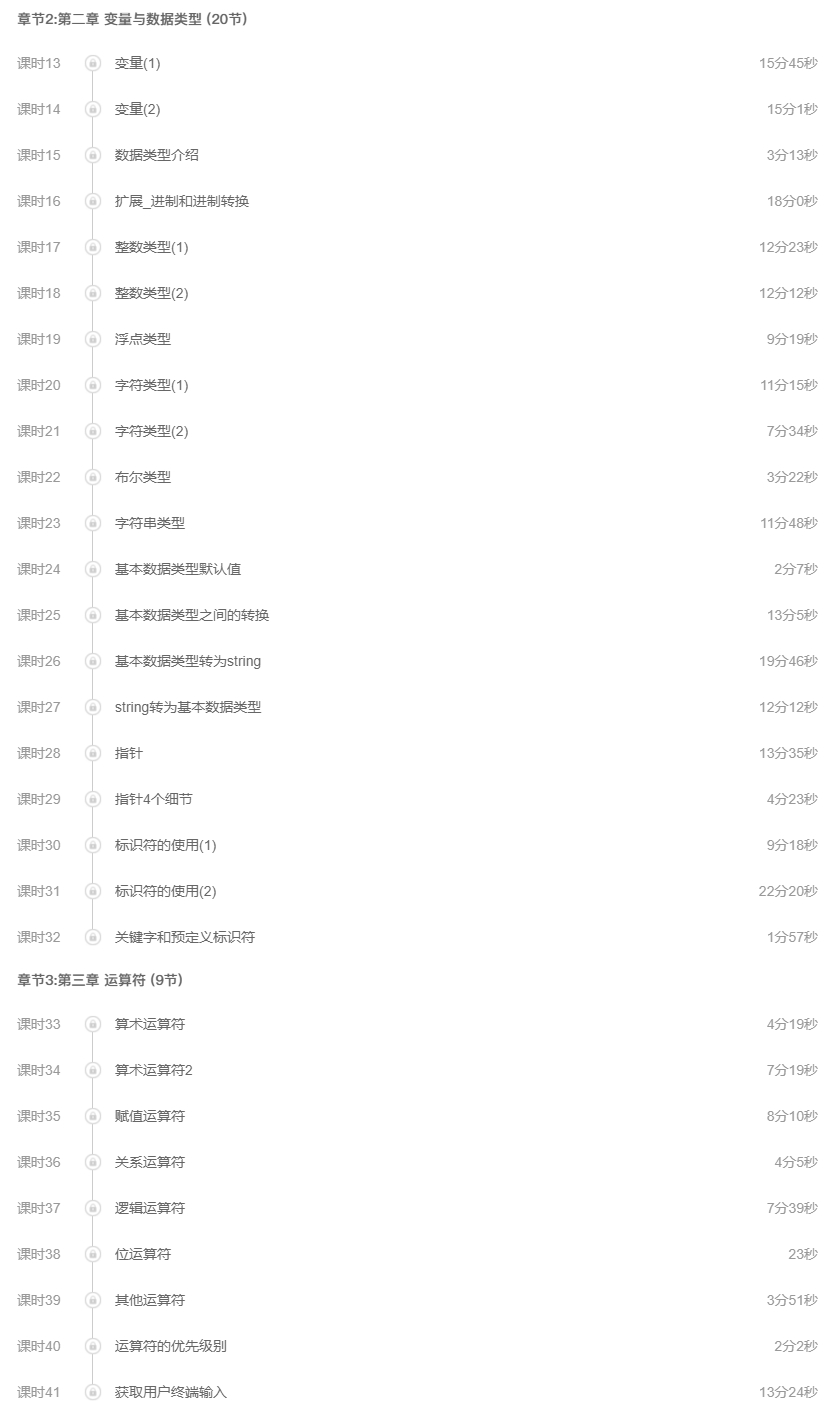 章节2:第二章 变量与数据类型 (20节)
课时13 变量(1) 15分45秒
课时14 变量(2) 15分1秒
课时15 数据类型介绍 3分13秒
课时16 扩展_进制和进制转换 18分0秒
课时17 整数类型(1) 12分23秒
课时18 整数类型(2) 12分12秒
课时19 浮点类型 9分19秒
课时20 字符类型(1) 11分15秒
课时21 字符类型(2) 7分34秒
课时22 布尔类型 3分22秒
课时23 字符串类型 11分48秒
课时24 基本数据类型默认值 2分7秒
课时25 基本数据类型之间的转换 13分5秒
课时26 基本数据类型转为string 19分46秒
课时27 string转为基本数据类型 12分12秒
课时28 指针 13分35秒
课时29 指针4个细节 4分23秒
课时30 标识符的使用(1) 9分18秒
课时31 标识符的使用(2) 22分20秒
课时32 关键字和预定义标识符 1分57秒
章节3:第三章 运算符 (9节)
课时33 算术运算符 4分19秒
课时34 算术运算符2 7分19秒
课时35 赋值运算符 8分10秒
课时36 关系运算符 4分5秒
课时37 逻辑运算符 7分39秒
课时38 位运算符 23秒
课时39 其他运算符 3分51秒
课时40 运算符的优先级别 2分2秒
课时41 获取用户终端输入 13分24秒